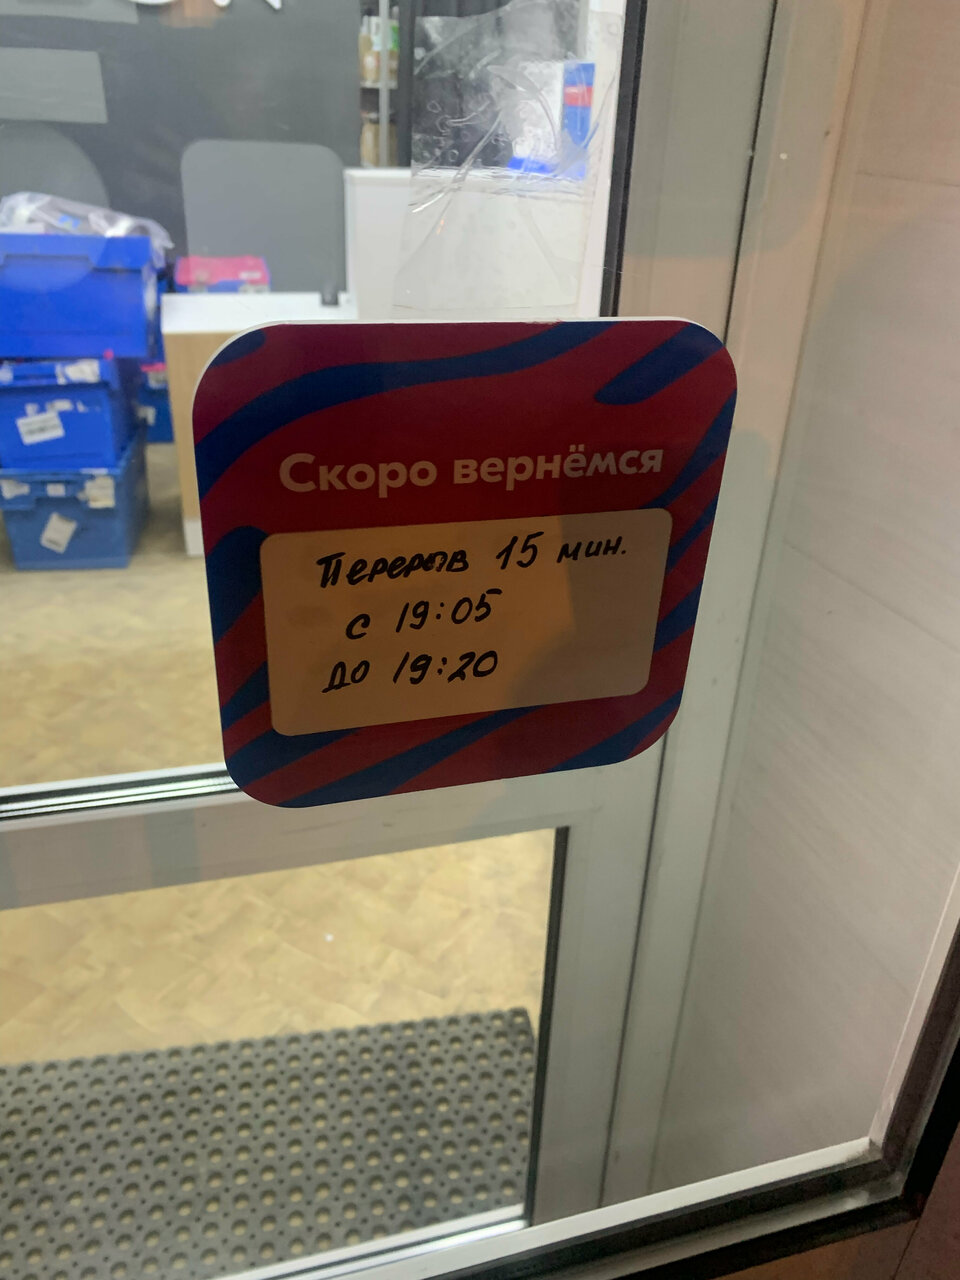 Скоро вернёмся
Перерыв 15 мин.
с 19:05
до 19:20